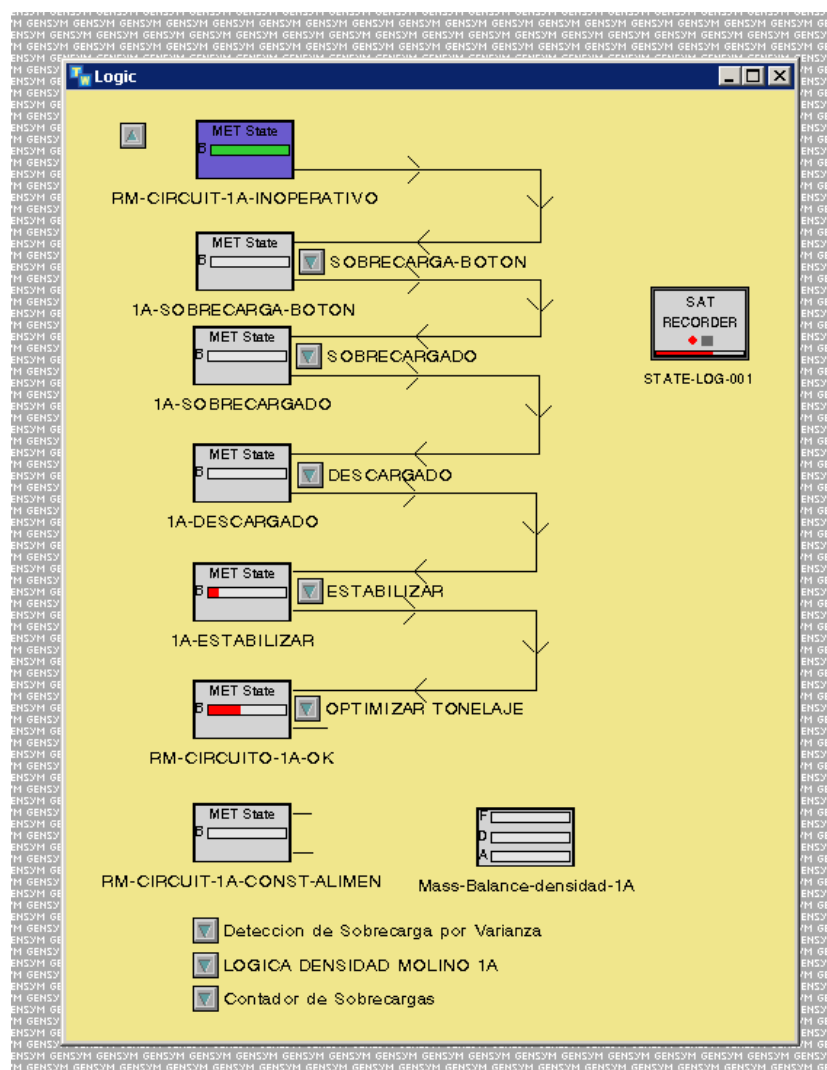 Logic
MET State
B
RM-CIRCUIT-1A-INOPERATIVO
MET State
B
SOBRECARGA-BOTON
1A-SOBRECARGA-BOTON
SAT
RECORDER
STATE-LOG-001
MET State
B
SOBRECARGADO
1A-SOBRECARGADO
MET State
B
DESCARGADO
1A-DESCARGADO
MET State
B
ESTABILIZAR
1A-ESTABILIZAR
MET State
B
OPTIMIZAR TONELAJE
RM-CIRCUITO-1A-OK
MET State
B
RM-CIRCUIT-1A-CONST-ALIMEN
F
D
A
Mass-Balance-densidad-1A
Deteccion de Sobrecarga por Varianza
LOGICA DENSIDAD MOLINO 1A
Contador de Sobrecargas